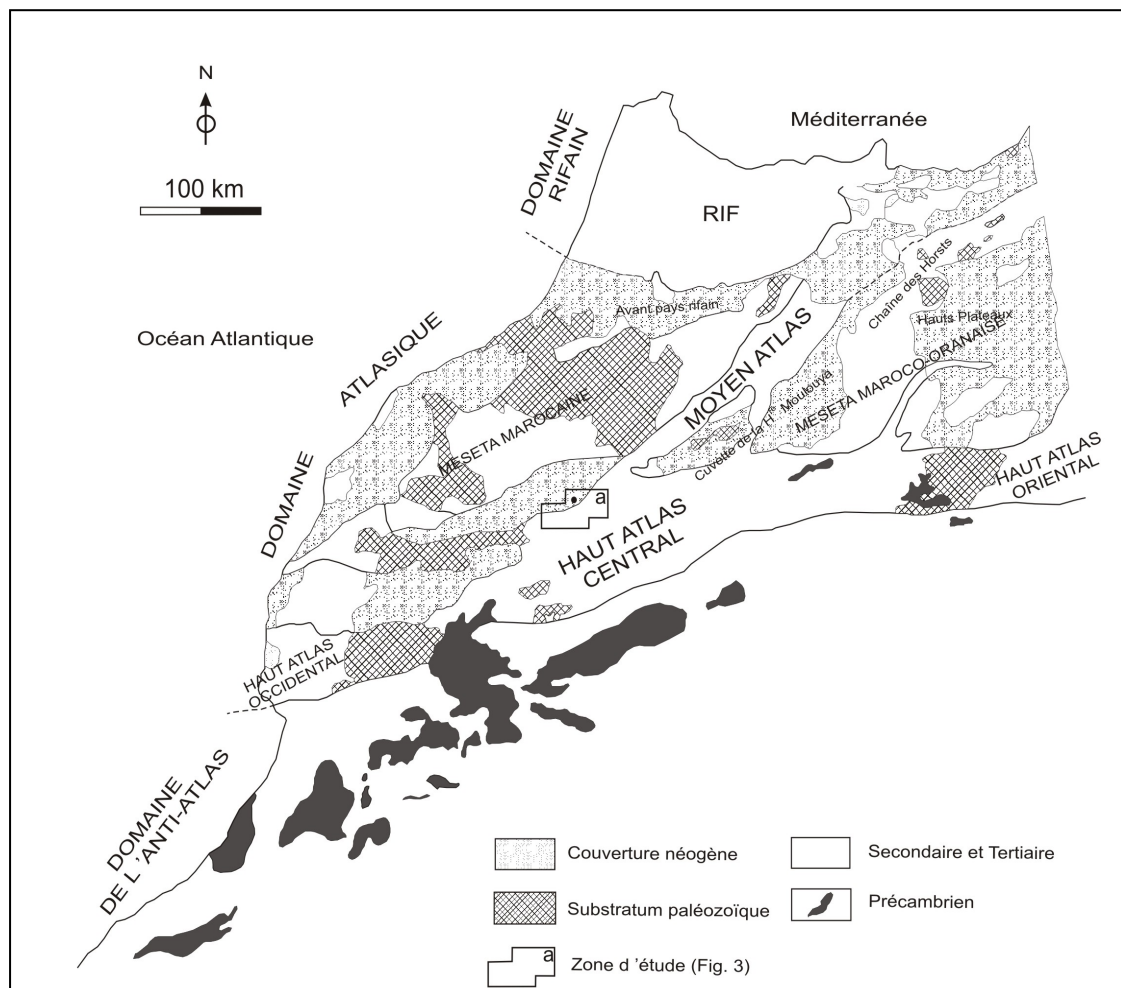 N
100 km
Méditerranée
DOMAINE
RIFAIN
RIF
Océan Atlantique
Avant pays rifain
Chaîne des Horsts
Hauts Plateaux
ATLASIQUE
DOMAINE
MOYEN ATLAS
MESETA MAROCAINE
MESETA MAROCO-ORANAISE
Cuvette de la Hte Moulouya
a
HAUT ATLAS
CENTRAL
HAUT ATLAS
ORIENTAL
HAUT ATLAS
OCCIDENTAL
DOMAINE
DE L 'ANTI-ATLAS
Couverture néogène
Secondaire et Tertiaire
Substratum paléozoïque
Précambrien
a
Zone d 'étude (Fig. 3)